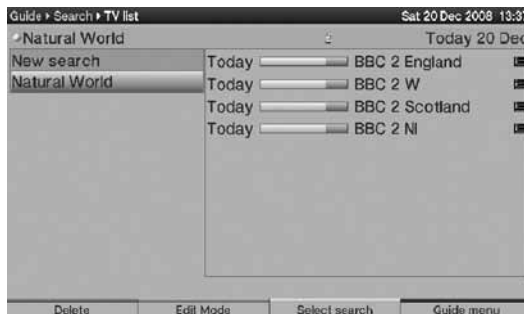 Guide ▸ Search ▸ TV list Sat 20 Dec 2008 13:37
Natural World Today 20 Dec
New search
Natural World
Today BBC 2 England
Today BBC 2 W
Today BBC 2 Scotland
Today BBC 2 NI
Delete Edit Mode Select search Guide menu